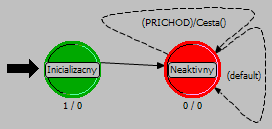 (PRICHOD)/Cesta()
Inicializacny
Neaktivny
(default)
1 / 0
0 / 0